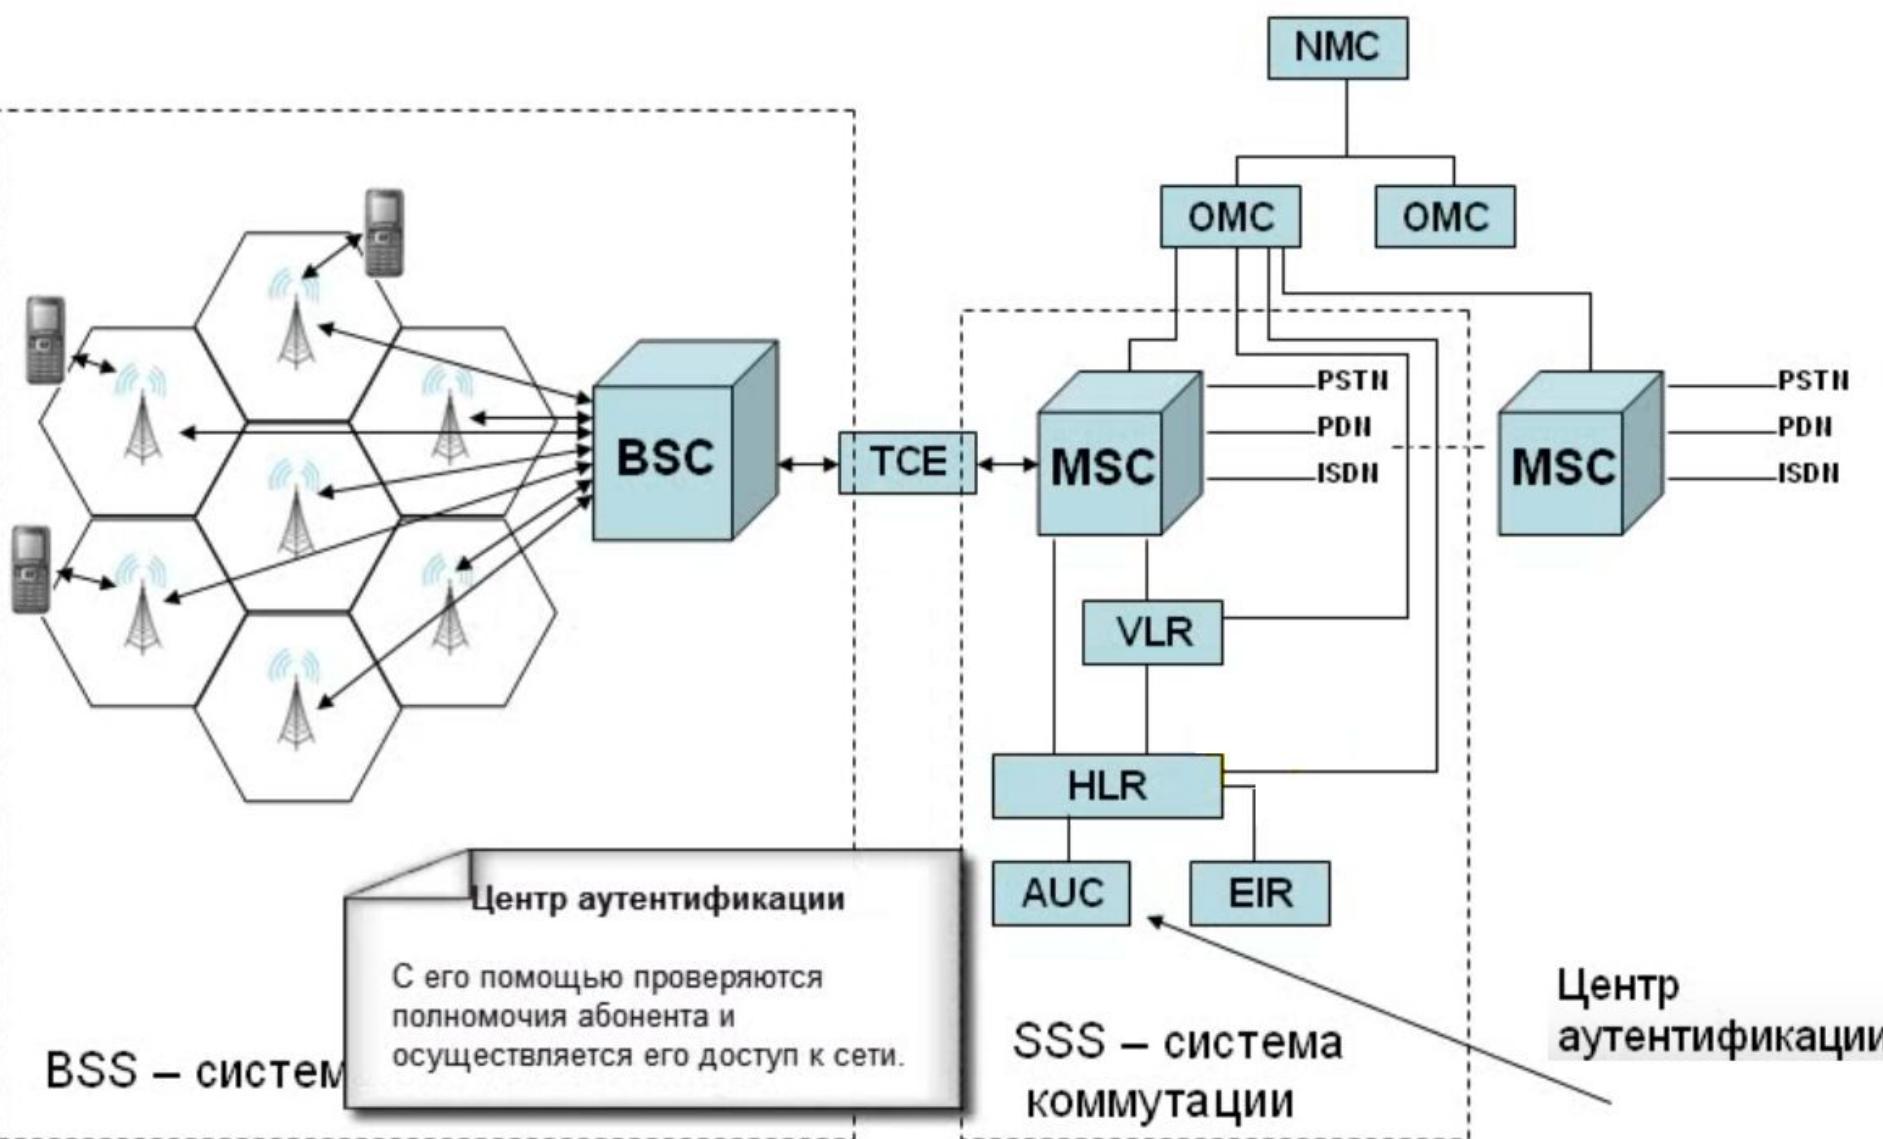 NMC
OMC
OMC
BSC
TCE
MSC
PSTN
PDN
ISDN
MSC
PSTN
PDN
ISDN
VLR
HLR
AUC
EIR
Центр аутентификации
С его помощью проверяются
полномочия абонента и
осуществляется его доступ к сети.
BSS – систем
SSS – система
коммутации
Центр
аутентификации